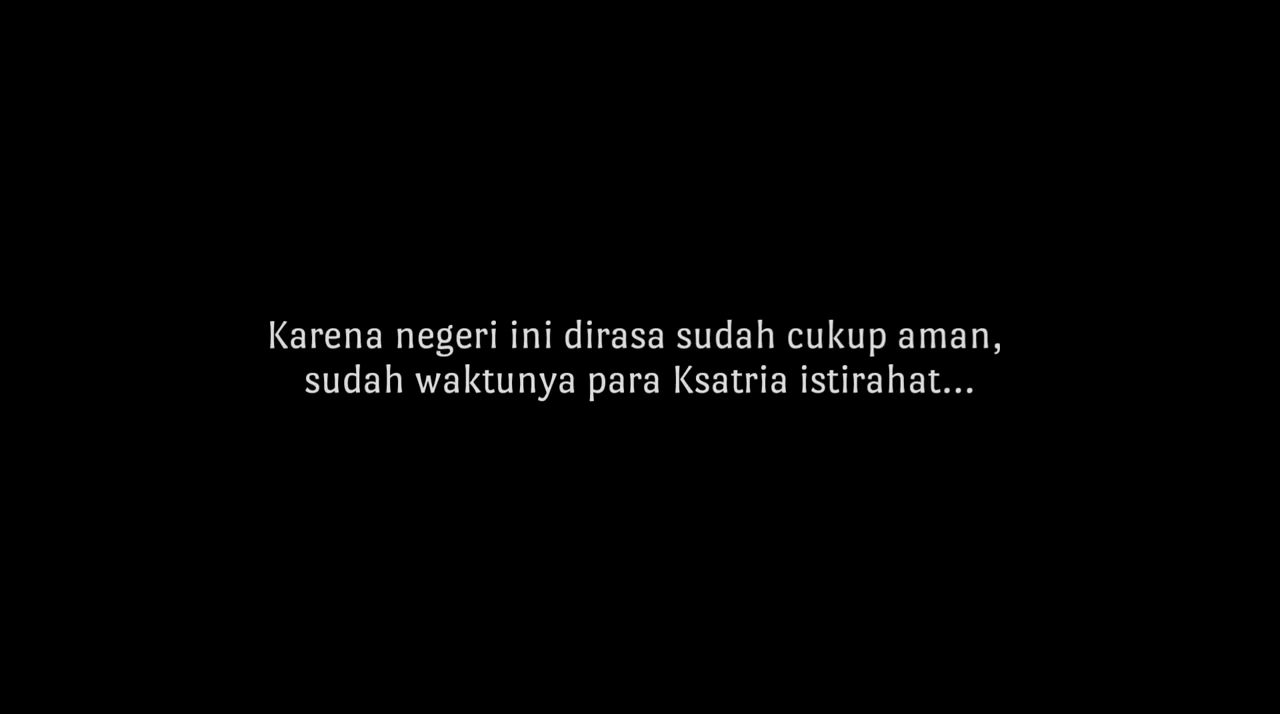 Karena negeri ini dirasa sudah cukup aman,
sudah waktunya para Ksatria istirahat...